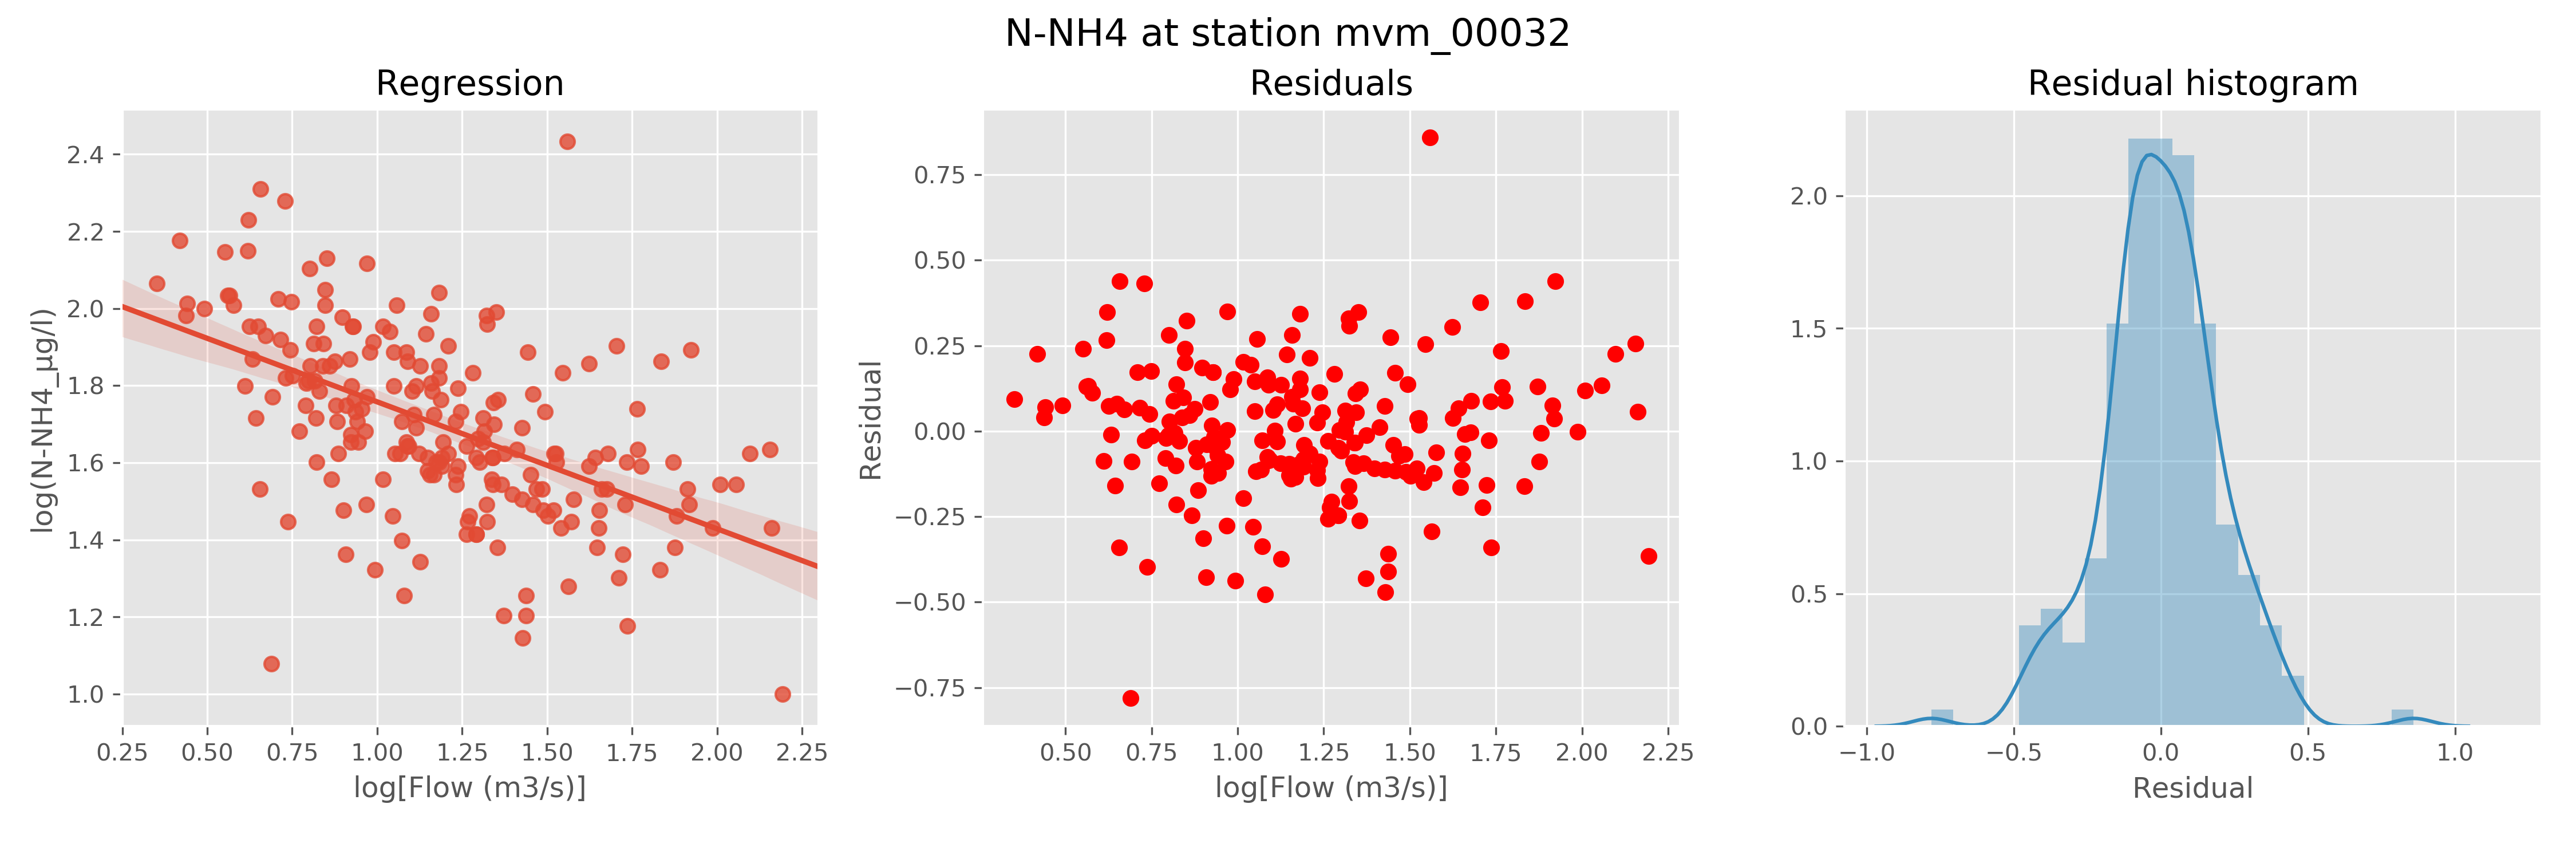 N-NH4 at station mvm_00032
Regression
2.4
2.2
2.0
1.8
1.6
1.4
1.2
1.0
log(N-NH4_µg/l)
0.25 0.50 0.75 1.00 1.25 1.50 1.75 2.00 2.25
log[Flow (m3/s)]
Residuals
0.75
0.50
0.25
0.00
−0.25
−0.50
−0.75
Residual
0.50 0.75 1.00 1.25 1.50 1.75 2.00 2.25
log[Flow (m3/s)]
Residual histogram
2.0
1.5
1.0
0.5
0.0
−1.0 −0.5 0.0 0.5 1.0
Residual